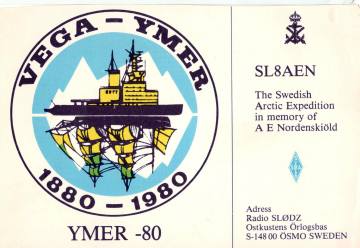 VEGA - YMER
1880 - 1980
YMER -80
SL8AEN
The Swedish
Arctic Expedition
in memory of
A E Nordenskiöld
Adress
Radio SLØDZ
Ostkustens Örlogsbas
S-148 00 ÖSMO SWEDEN